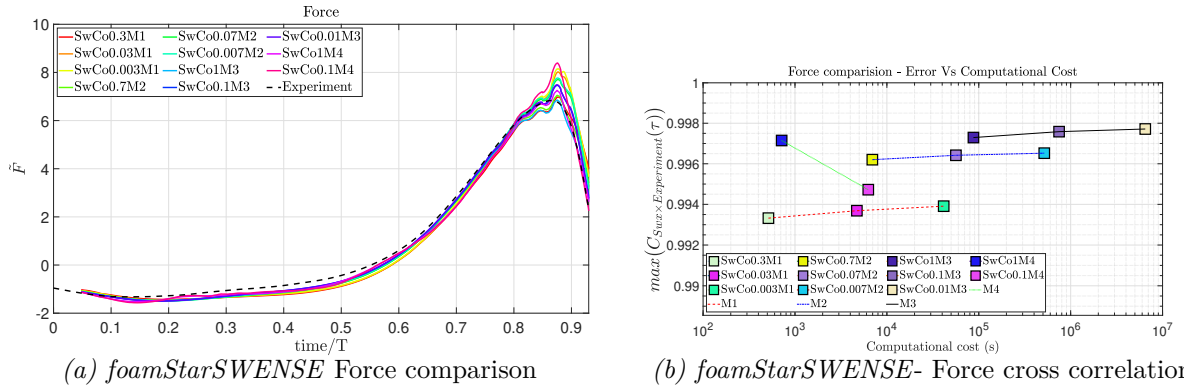 Force
10
8
6
4
2
0
-2
F̃
SwCo0.3M1 SwCo0.07M2 SwCo0.01M3
SwCo0.03M1 SwCo0.007M2 SwCo1M4
SwCo0.003M1 SwCo1M3 SwCo0.1M4
SwCo0.7M2 SwCo0.1M3 Experiment
0 0.1 0.2 0.3 0.4 0.5 0.6 0.7 0.8 0.9
time/T
(a) foamStarSWENSE Force comparison
Force comparision - Error Vs Computational Cost
1
0.998
0.996
0.994
0.992
0.99
max(C_{Swx×Experiment}(τ))
SwCo0.3M1 SwCo0.7M2 SwCo1M3 SwCo1M4
SwCo0.03M1 SwCo0.07M2 SwCo0.1M3 SwCo0.1M4
SwCo0.003M1 SwCo0.007M2 SwCo0.01M3 M4
M1 M2 M3
10^2 10^3 10^4 10^5 10^6 10^7
Computational cost (s)
(b) foamStarSWENSE- Force cross correlation